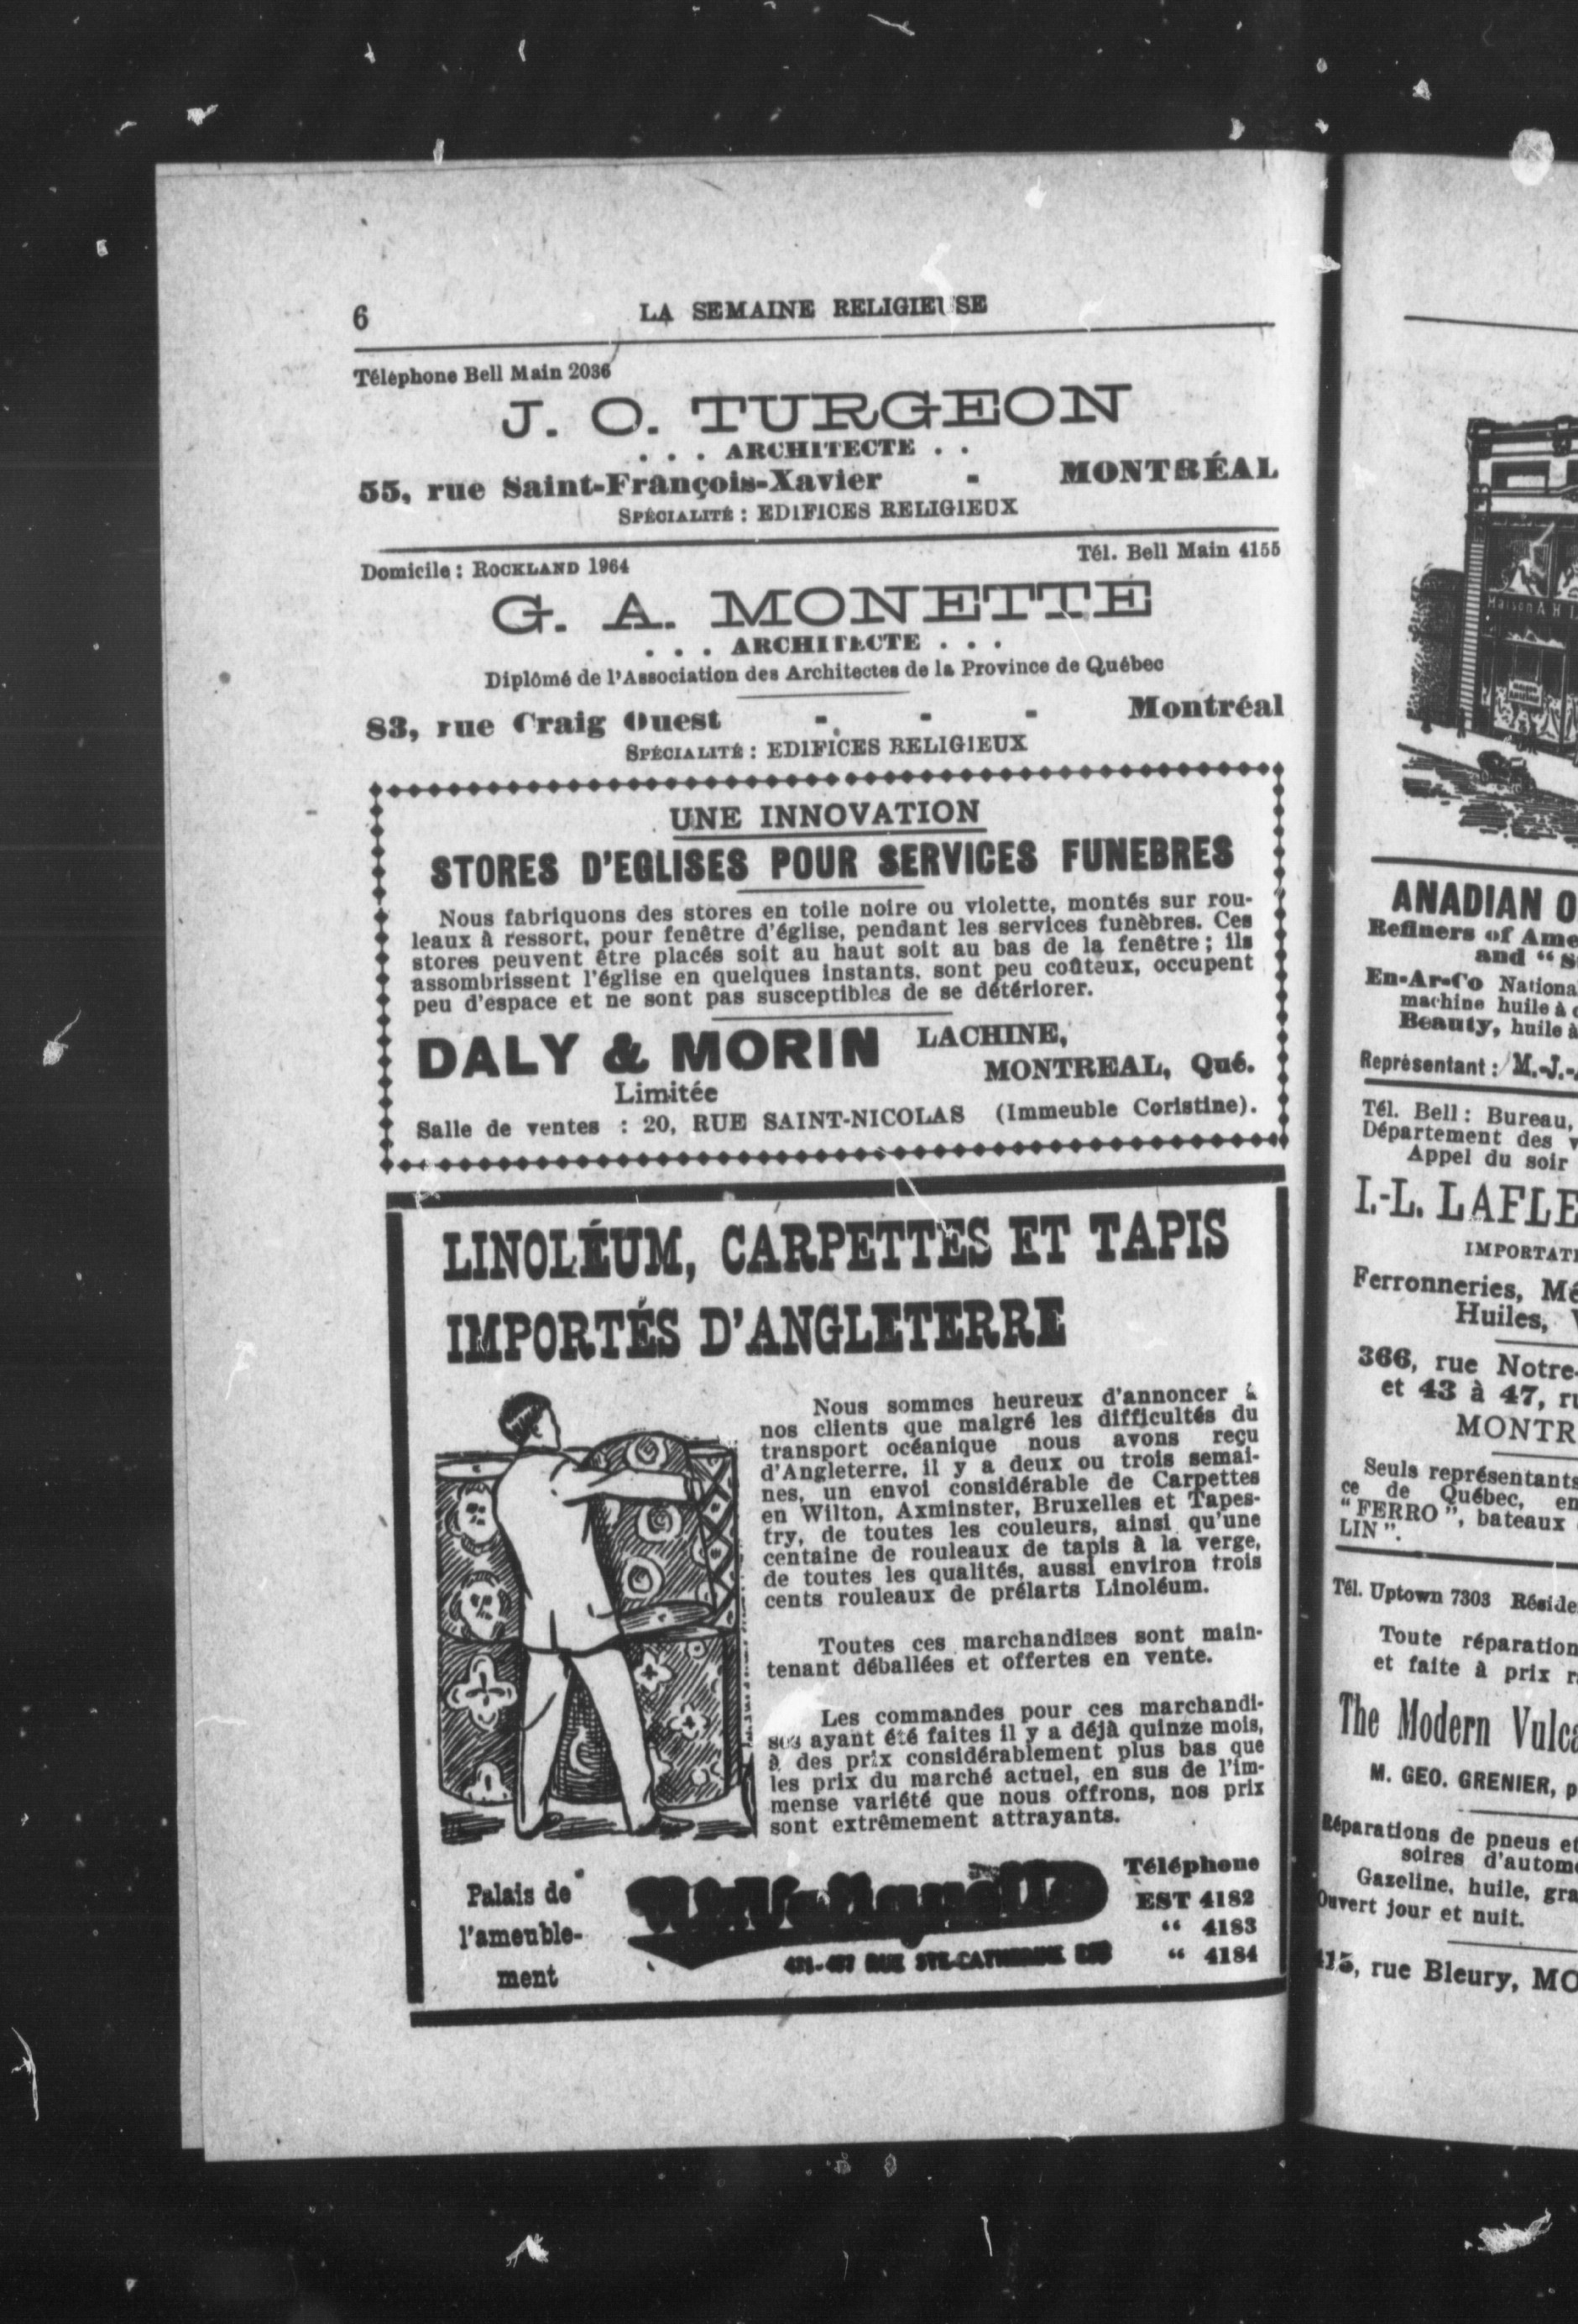 6
LA SEMAINE RELIGIEUSE
Téléphone Bell Main 2036
J. O. TURGEON
. . . ARCHITECTE . .
55, rue Saint-François-Xavier - MONTRÉAL
SPÉCIALITÉ : EDIFICES RELIGIEUX
Domicile : ROCKLAND 1964
Tél. Bell Main 4155
G. A. MONETTE
. . . ARCHITECTE . . .
Diplômé de l'Association des Architectes de la Province de Québec
83, rue Craig Ouest - - - Montréal
SPÉCIALITÉ : EDIFICES RELIGIEUX
UNE INNOVATION
STORES D'EGLISES POUR SERVICES FUNEBRES
Nous fabriquons des stores en toile noire ou violette, montés sur rou-
leaux à ressort, pour fenêtre d'église, pendant les services funèbres. Ces
stores peuvent être placés soit au haut soit au bas de la fenêtre ; ils
assombrissent l'église en quelques instants, sont peu coûteux, occupent
peu d'espace et ne sont pas susceptibles de se détériorer.
DALY & MORIN LACHINE,
Limitée MONTREAL, Qué.
Salle de ventes : 20, RUE SAINT-NICOLAS (Immeuble Coristine).
LINOLÉUM, CARPETTES ET TAPIS
IMPORTÉS D'ANGLETERRE
Nous sommes heureux d'annoncer à
nos clients que malgré les difficultés du
transport océanique nous avons reçu
d'Angleterre, il y a deux ou trois semai-
nes, un envoi considérable de Carpettes
en Wilton, Axminster, Bruxelles et Tapes-
try, de toutes les couleurs, ainsi qu'une
centaine de rouleaux de tapis à la verge,
de toutes les qualités, aussi environ trois
cents rouleaux de prélarts Linoléum.
Toutes ces marchandises sont main-
tenant déballées et offertes en vente.
Les commandes pour ces marchandi-
ses ayant été faites il y a déjà quinze mois,
à des prix considérablement plus bas que
les prix du marché actuel, en sus de l'im-
mense variété que nous offrons, nos prix
sont extrêmement attrayants.
Palais de
l'ameuble-
ment
RUE STE-CATHERINE EST
Téléphone
EST 4182
" 4183
" 4184
ANADIAN O
Refiners of Ame
and "S
En-Ar-Co Nationa
machine huile à
Beauty, huile à
Représentant : M.-J.-
Tél. Bell : Bureau,
Département des v
Appel du soir
I.-L. LAFLE
IMPORTATE
Ferronneries, Mé
Huiles, V
366, rue Notre-
et 43 à 47, ru
MONTR
Seuls représentants
ce de Québec, en
"FERRO", bateaux
LIN".
Tél. Uptown 7303 Réside
Toute réparation
et faite à prix r
The Modern Vulca
M. GEO. GRENIER, p
Réparations de pneus et
soires d'automo
Gazeline, huile, gra
Ouvert jour et nuit.
415, rue Bleury, MO